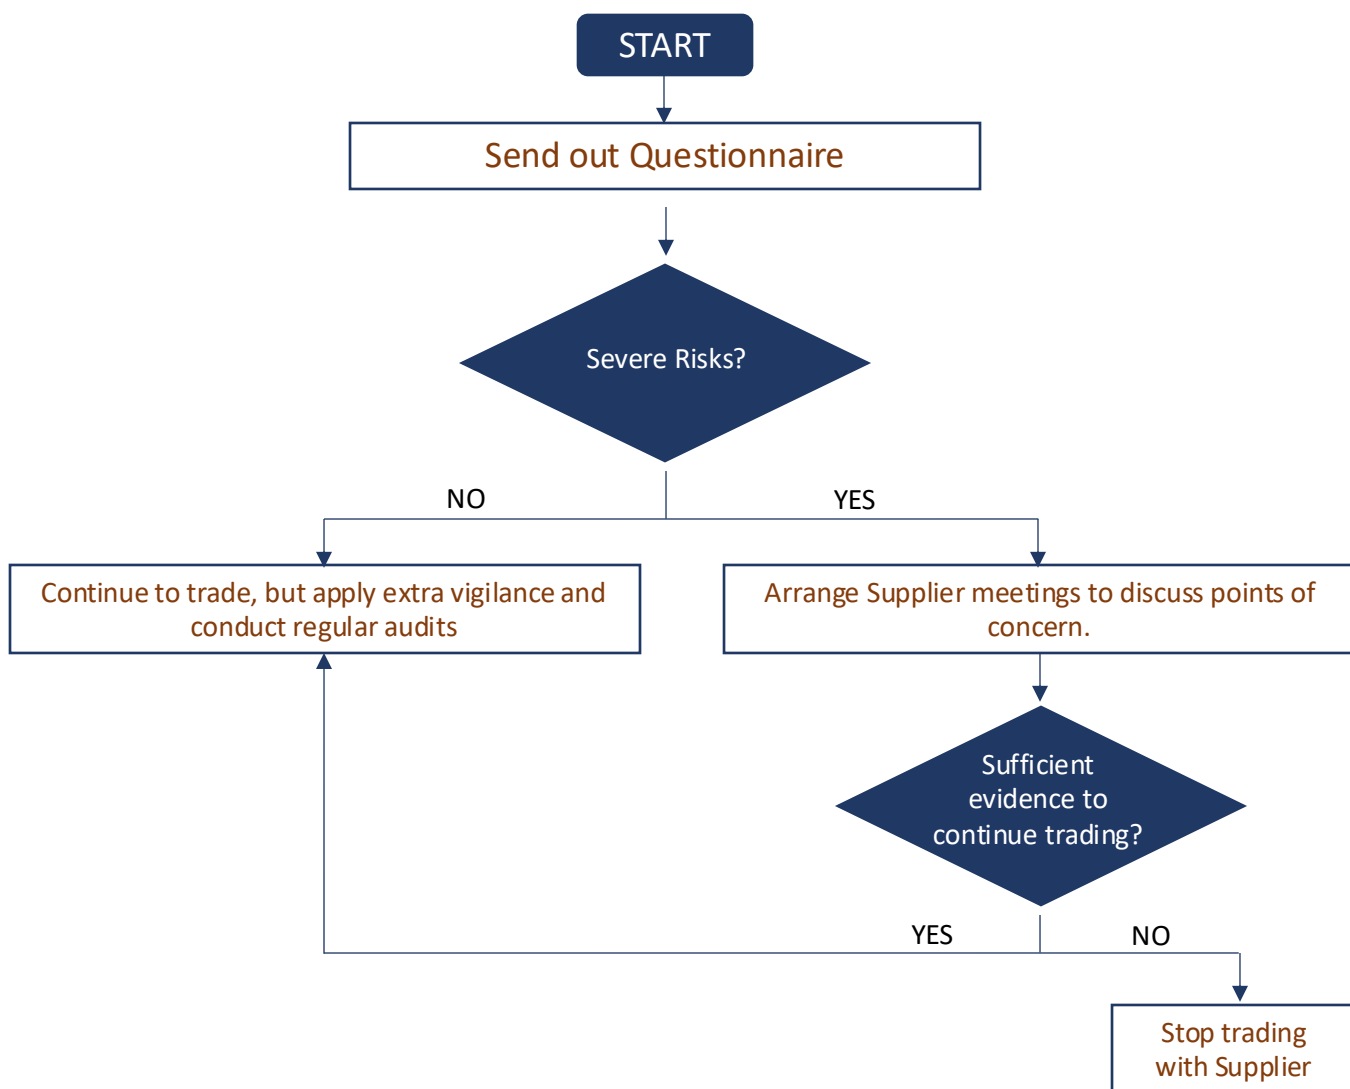 START
Send out Questionnaire
Severe Risks?
NO
YES
Continue to trade, but apply extra vigilance and
conduct regular audits
Arrange Supplier meetings to discuss points of
concern.
Sufficient
evidence to
continue trading?
YES
NO
Stop trading
with Supplier